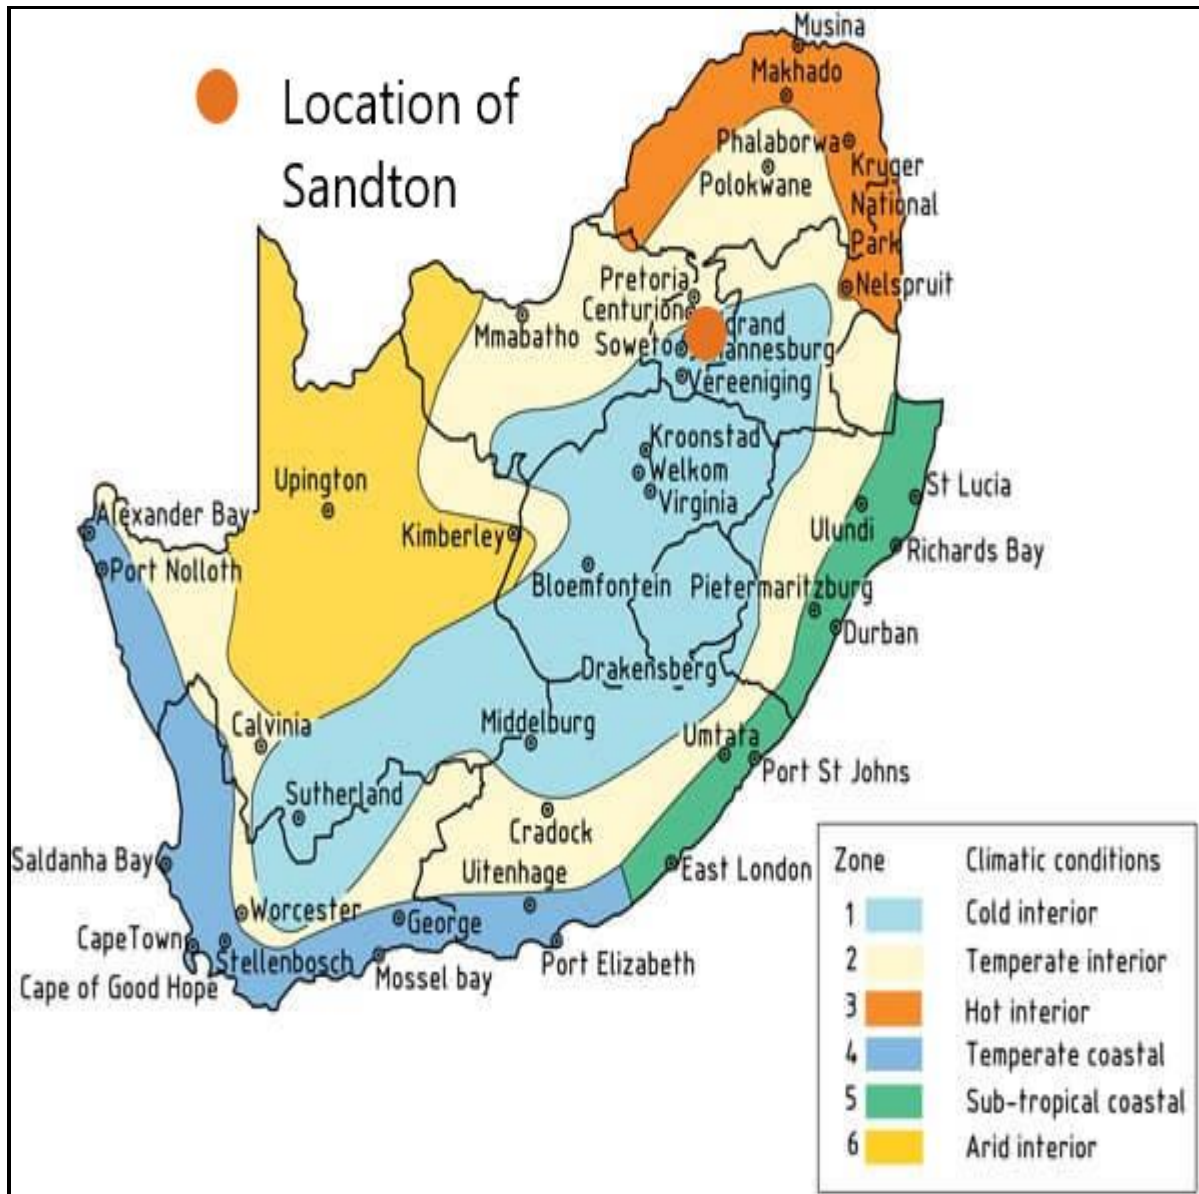 Location of
Sandton
Musina
Makhado
Phalaborwa
Kruger
National
Park
Polokwane
Pretoria
Centurion
Nelspruit
Mmabatho
Soweto
Vereeniging
Kroonstad
Welkom
Virginia
Upington
St Lucia
Alexander Bay
Ulundi
Kimberley
Richards Bay
Port Nolloth
Bloemfontein
Pietermaritzburg
Durban
Drakensberg
Calvinia
Middelburg
Umtata
Port St Johns
Sutherland
Cradock
Saldanha Bay
Uitenhage
East London
Worcester
George
Cape Town
Stellenbosch
Mossel bay
Port Elizabeth
Cape of Good Hope
Zone Climatic conditions
1 Cold interior
2 Temperate interior
3 Hot interior
4 Temperate coastal
5 Sub-tropical coastal
6 Arid interior